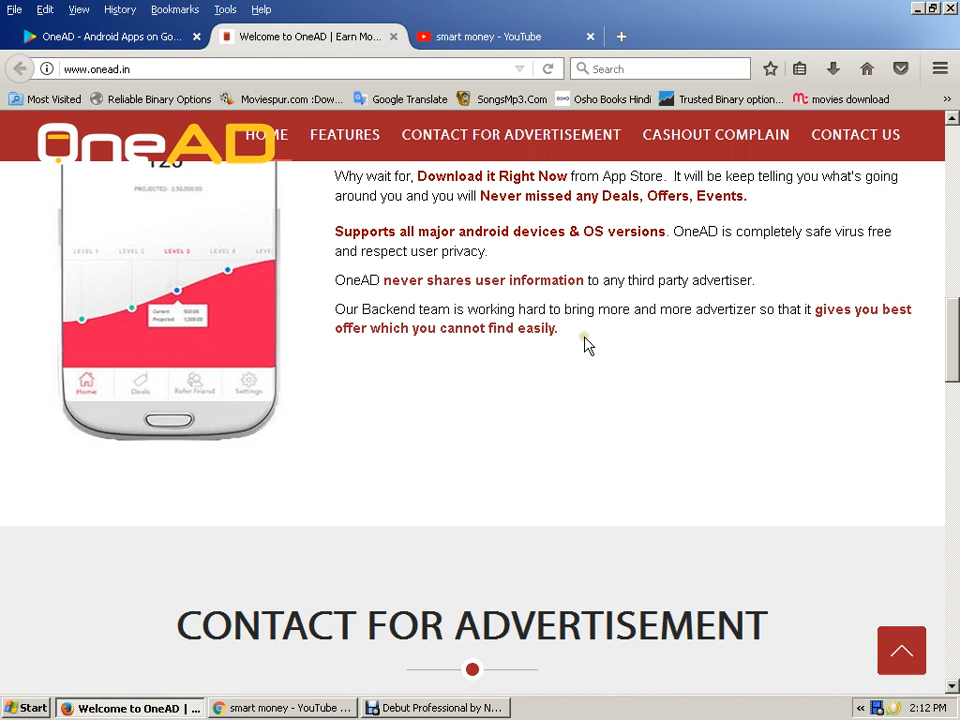 File Edit View History Bookmarks Tools Help
OneAD - Android Apps on Go... Welcome to OneAD | Earn Mo... smart money - YouTube
www.onead.in Search
Most Visited Reliable Binary Options Moviespur.com :Dow... Google Translate SongsMp3.Com Osho Books Hindi Trusted Binary option... movies download
OneAD HOME FEATURES CONTACT FOR ADVERTISEMENT CASHOUT COMPLAIN CONTACT US
Why wait for, Download it Right Now from App Store. It will be keep telling you what's going
around you and you will Never missed any Deals, Offers, Events.
Supports all major android devices & OS versions. OneAD is completely safe virus free
and respect user privacy.
OneAD never shares user information to any third party advertiser.
Our Backend team is working hard to bring more and more advertizer so that it gives you best
offer which you cannot find easily.
PROJECTED: 2,50,000.00
LEVEL 1 LEVEL 2 LEVEL 3 LEVEL 4
Current
Projected
Home Deals Refer Friend Settings
CONTACT FOR ADVERTISEMENT
Start Welcome to OneAD | ... smart money - YouTube ... Debut Professional by N... 2:12 PM